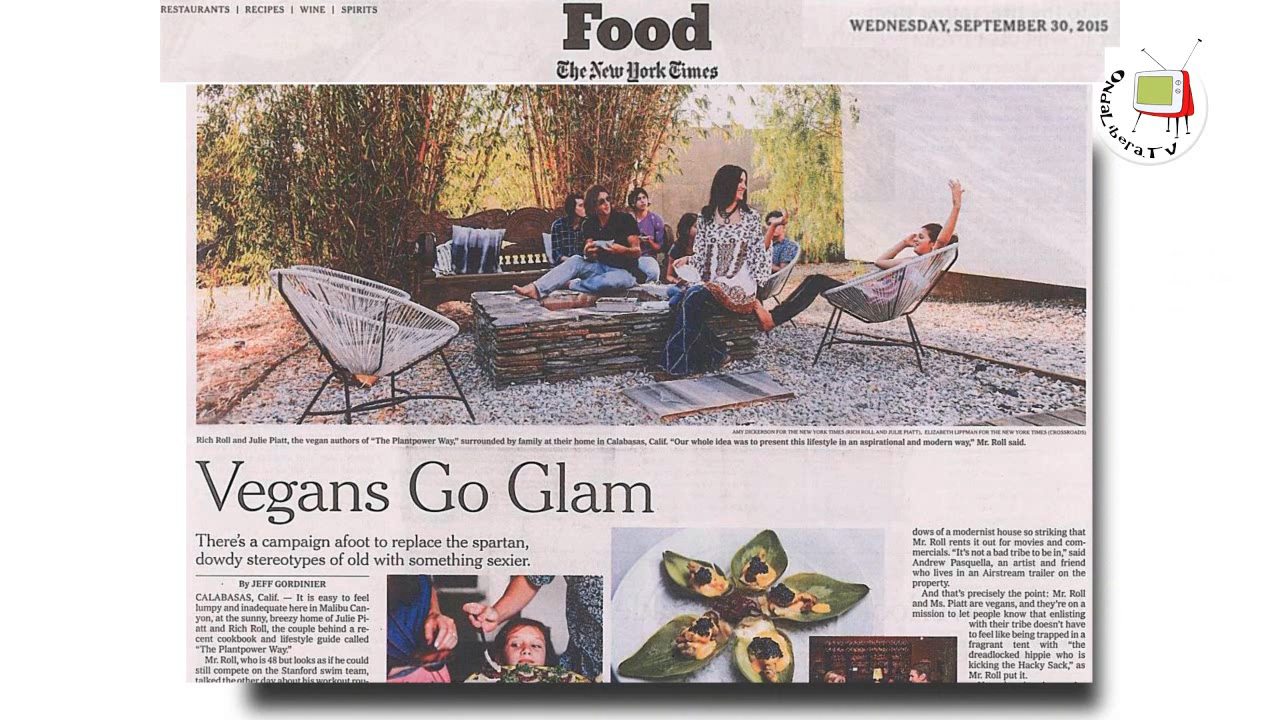 RESTAURANTS | RECIPES | WINE | SPIRITS
Food
The New York Times
WEDNESDAY, SEPTEMBER 30, 2015
OndaLibera.TV
AMY DICKERSON FOR THE NEW YORK TIMES (RICH ROLL AND JULIE PIATT), ELIZABETH LIPPMAN FOR THE NEW YORK TIMES (CROSSROADS)
Rich Roll and Julie Piatt, the vegan authors of “The Plantpower Way,” surrounded by family at their home in Calabasas, Calif. “Our whole idea was to present this lifestyle in an aspirational and modern way,” Mr. Roll said.
Vegans Go Glam
There’s a campaign afoot to replace the spartan,
dowdy stereotypes of old with something sexier.
By JEFF GORDINIER
CALABASAS, Calif. — It is easy to feel
lumpy and inadequate here in Malibu Can-
yon, at the sunny, breezy home of Julie Pi-
att and Rich Roll, the couple behind a re-
cent cookbook and lifestyle guide called
“The Plantpower Way.”
Mr. Roll, who is 48 but looks as if he could
still compete on the Stanford swim team,
talked the other day about his workout rou-
dows of a modernist house so striking that
Mr. Roll rents it out for movies and com-
mercials. “It’s not a bad tribe to be in,” said
Andrew Pasquella, an artist and friend
who lives in an Airstream trailer on the
property.
And that’s precisely the point: Mr. Roll
and Ms. Piatt are vegans, and they’re on a
mission to let people know that enlisting
with their tribe doesn’t have
to feel like being trapped in a
fragrant tent with “the
dreadlocked hippie who is
kicking the Hacky Sack,” as
Mr. Roll put it.